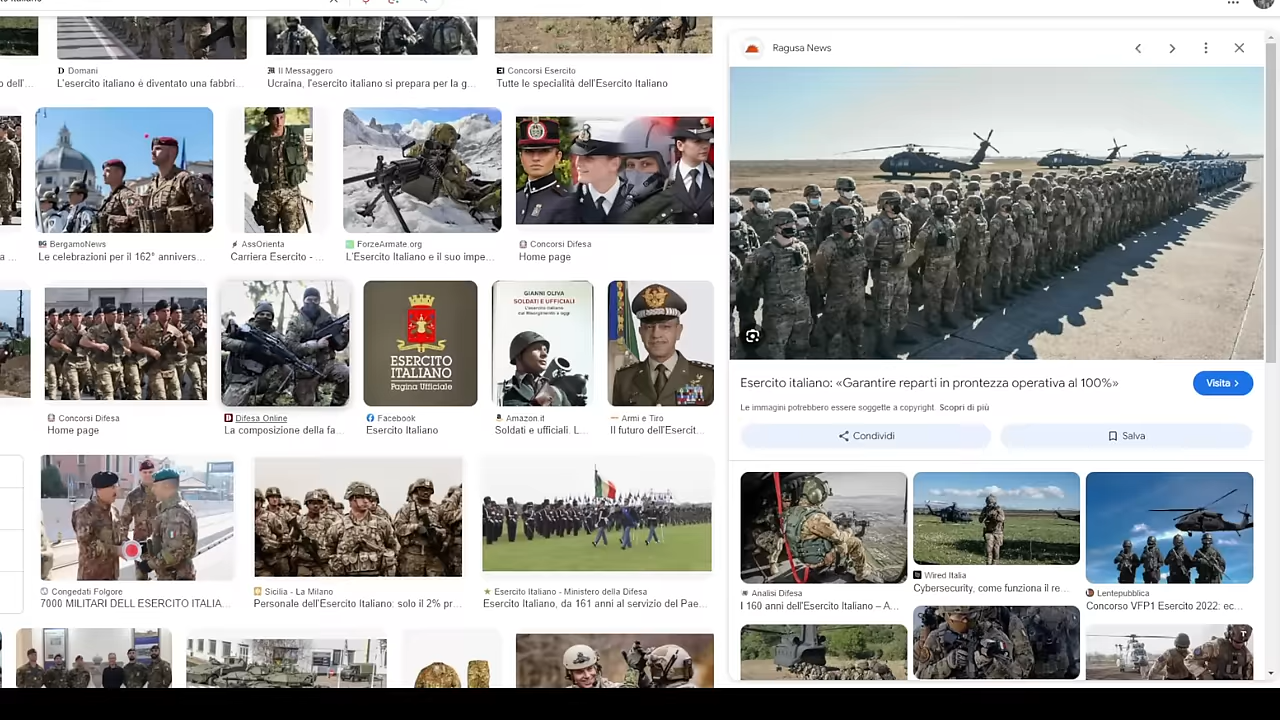 Ragusa News
Domani
L'esercito italiano è diventato una fabbri...
Il Messaggero
Ucraina, l'esercito italiano si prepara per la g...
Concorsi Esercito
Tutte le specialità dell'Esercito Italiano
BergamoNews
Le celebrazioni per il 162° annivers...
AssOrienta
Carriera Esercito - ...
ForzeArmate.org
L'Esercito Italiano e il suo impe...
Concorsi Difesa
Home page
GIANNI OLIVA
SOLDATI E UFFICIALI
ESERCITO
ITALIANO
Pagina Ufficiale
Concorsi Difesa
Home page
Difesa Online
La composizione della fa...
Facebook
Esercito Italiano
Amazon.it
Soldati e ufficiali. L...
Armi e Tiro
Il futuro dell'Esercit...
Esercito italiano: «Garantire reparti in prontezza operativa al 100%»
Visita
Le immagini potrebbero essere soggette a copyright. Scopri di più
Condividi
Salva
Congedati Folgore
7000 MILITARI DELL ESERCITO ITALIA...
Sicilia - La Milano
Personale dell'Esercito Italiano: solo il 2% pr...
Esercito Italiano - Ministero della Difesa
Esercito Italiano, da 161 anni al servizio del Pae...
Analisi Difesa
I 160 anni dell'Esercito Italiano – A...
Wired Italia
Cybersecurity, come funziona il re...
Lentepubblica
Concorso VFP1 Esercito 2022: ec...